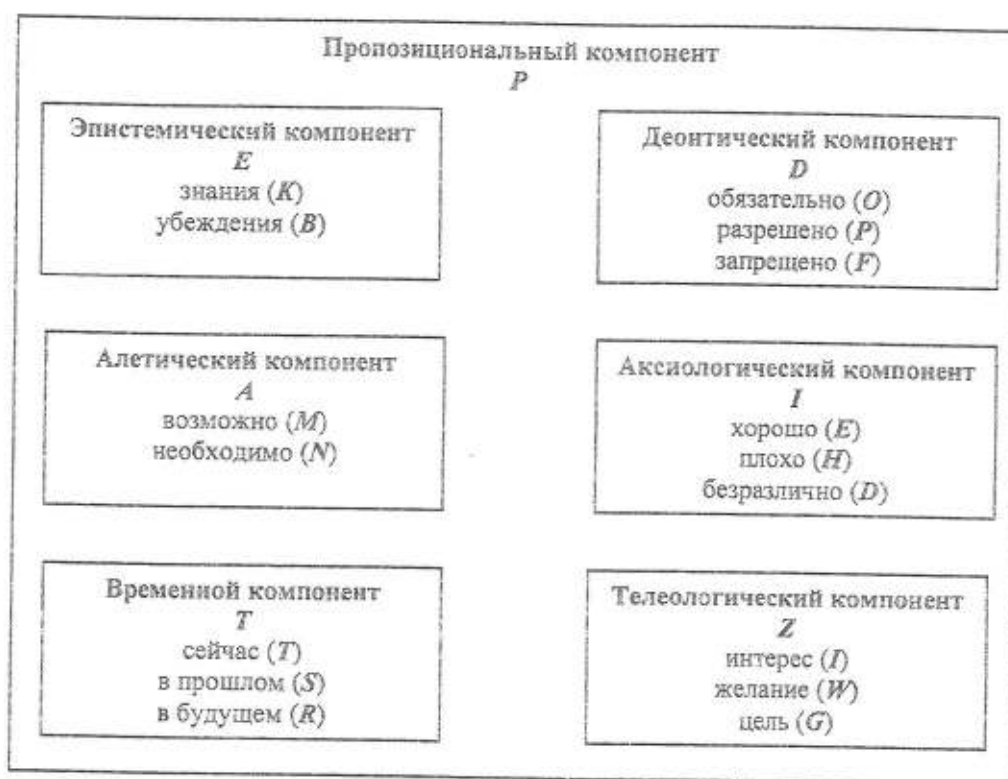 Пропозициональный компонент
P
Эпистемический компонент
E
знания (K)
убеждения (B)
Деонтический компонент
D
обязательно (O)
разрешено (P)
запрещено (F)
Алетический компонент
A
возможно (M)
необходимо (N)
Аксиологический компонент
I
хорошо (E)
плохо (H)
безразлично (D)
Временной компонент
T
сейчас (T)
в прошлом (S)
в будущем (R)
Телеологический компонент
Z
интерес (I)
желание (W)
цель (G)